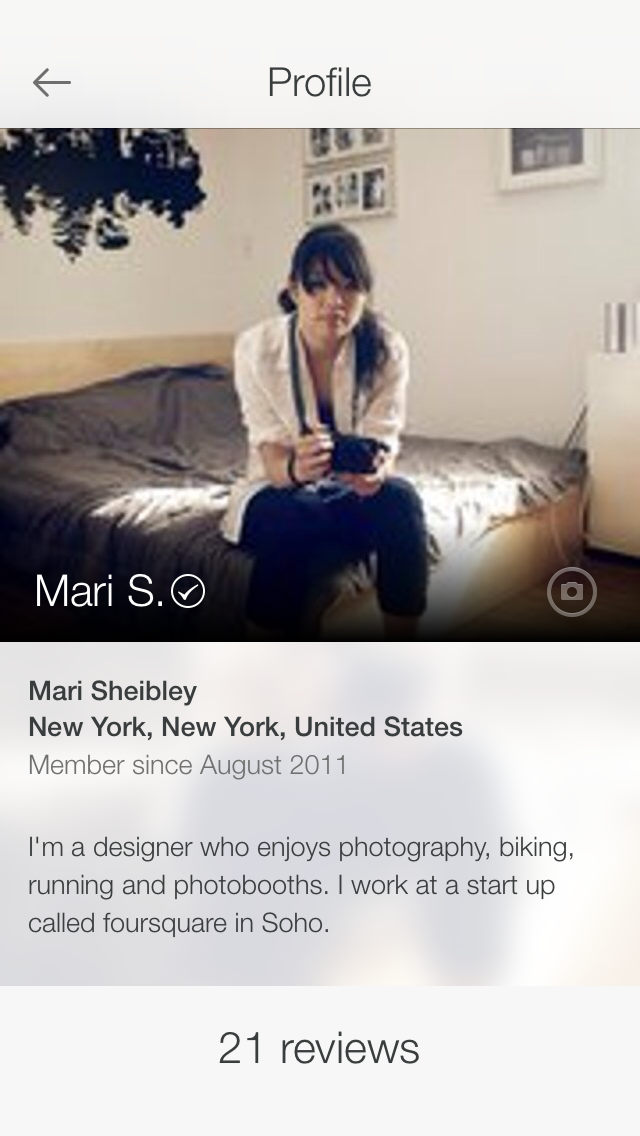 Profile
Mari S.
Mari Sheibley
New York, New York, United States
Member since August 2011
I'm a designer who enjoys photography, biking,
running and photobooths. I work at a start up
called foursquare in Soho.
21 reviews